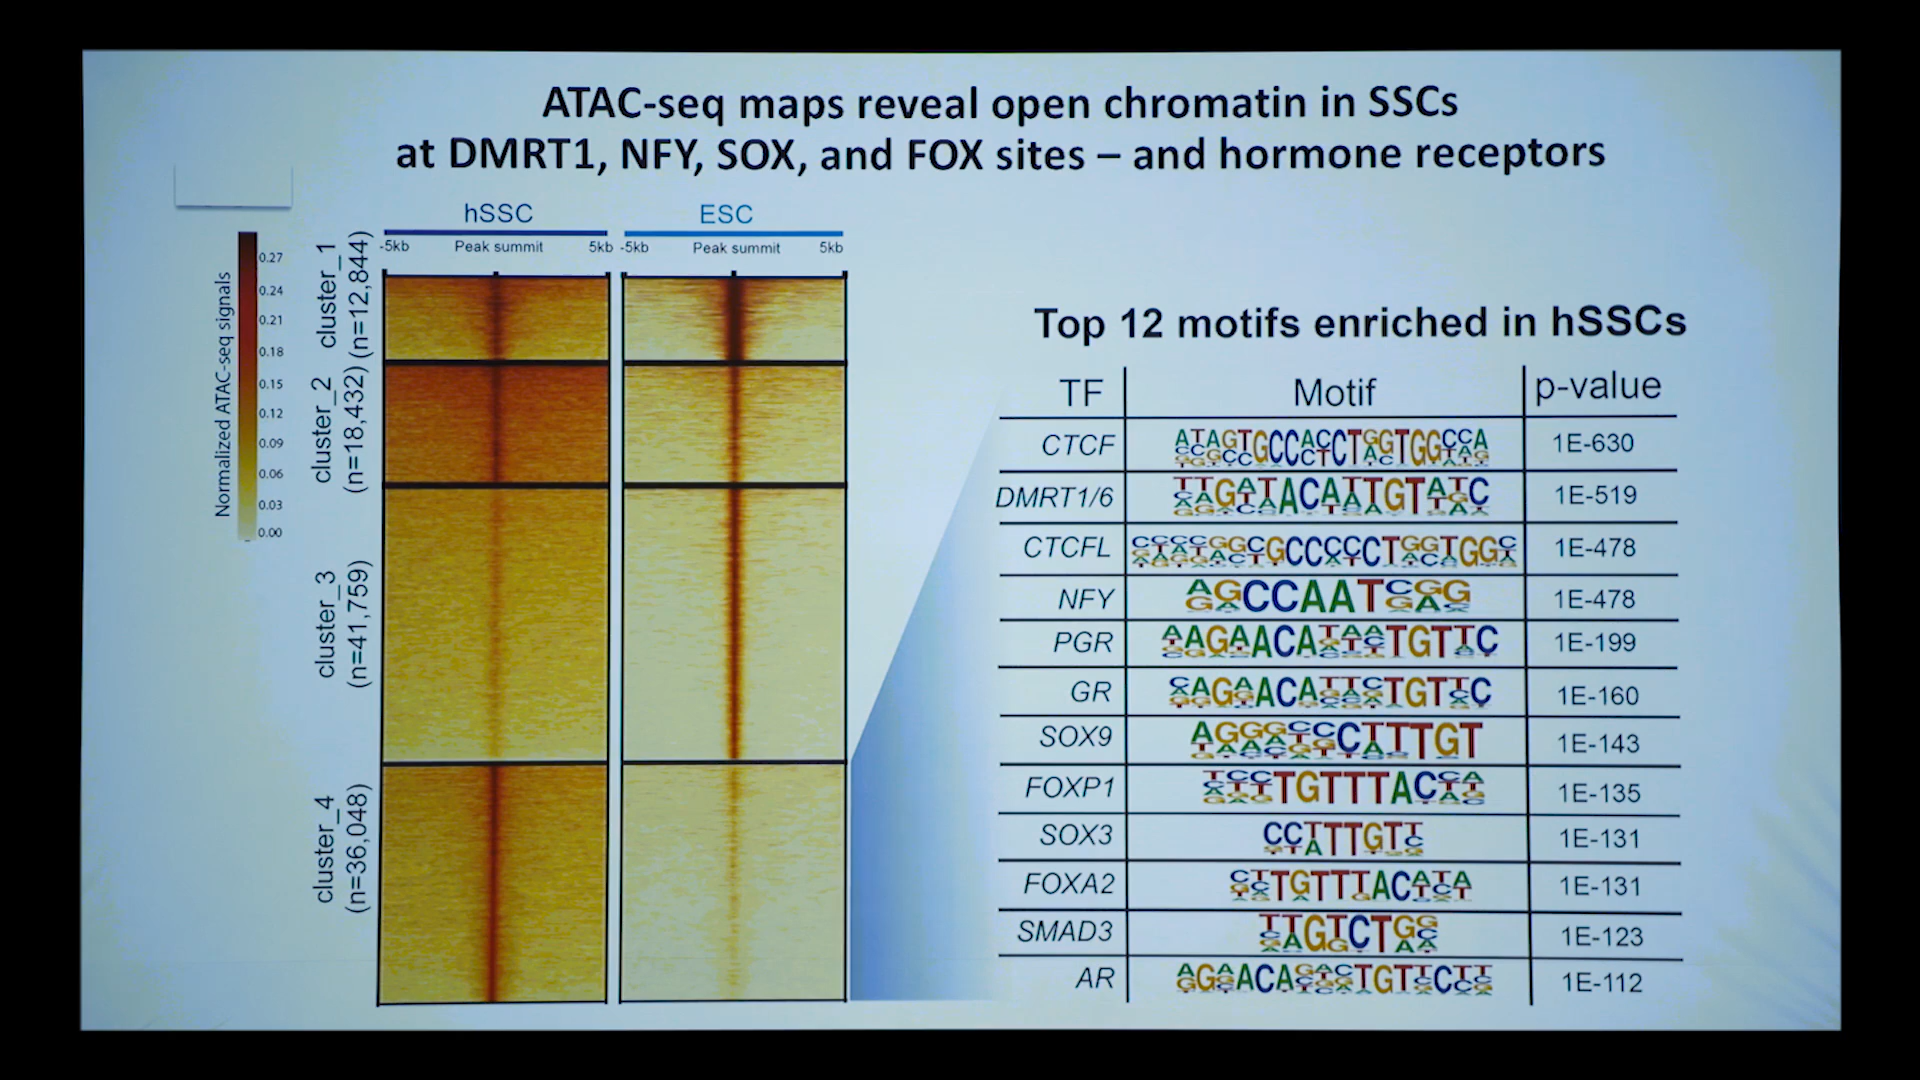 ATAC-seq maps reveal open chromatin in SSCs
at DMRT1, NFY, SOX, and FOX sites – and hormone receptors
hSSC ESC
-5kb Peak summit 5kb -5kb Peak summit 5kb
Normalized ATAC-seq signals
0.27
0.24
0.21
0.18
0.15
0.12
0.09
0.06
0.03
0.00
cluster_1
(n=12,844)
cluster_2
(n=18,432)
cluster_3
(n=41,759)
cluster_4
(n=36,048)
Top 12 motifs enriched in hSSCs
TF Motif p-value
CTCF 1E-630
DMRT1/6 1E-519
CTCFL 1E-478
NFY 1E-478
PGR 1E-199
GR 1E-160
SOX9 1E-143
FOXP1 1E-135
SOX3 1E-131
FOXA2 1E-131
SMAD3 1E-123
AR 1E-112